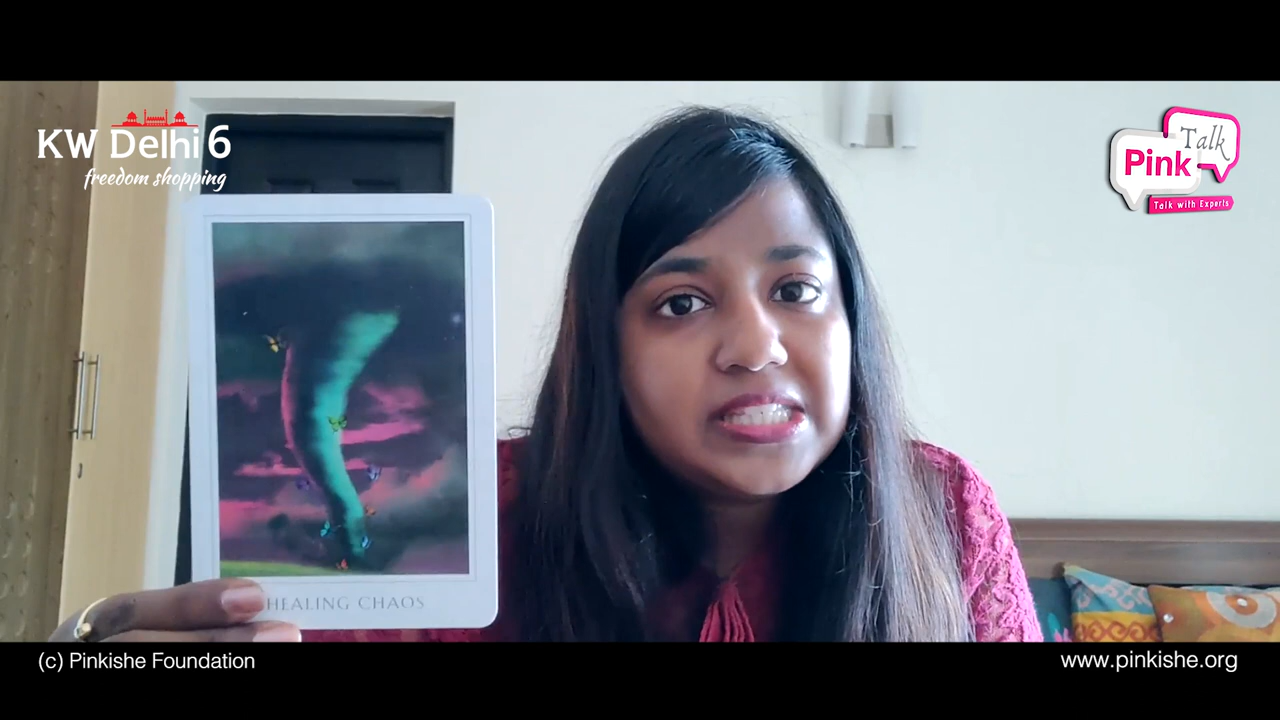 KW Delhi 6
freedom shopping
Pink Talk
Talk with Experts
HEALING CHAOS
(c) Pinkishe Foundation
www.pinkishe.org